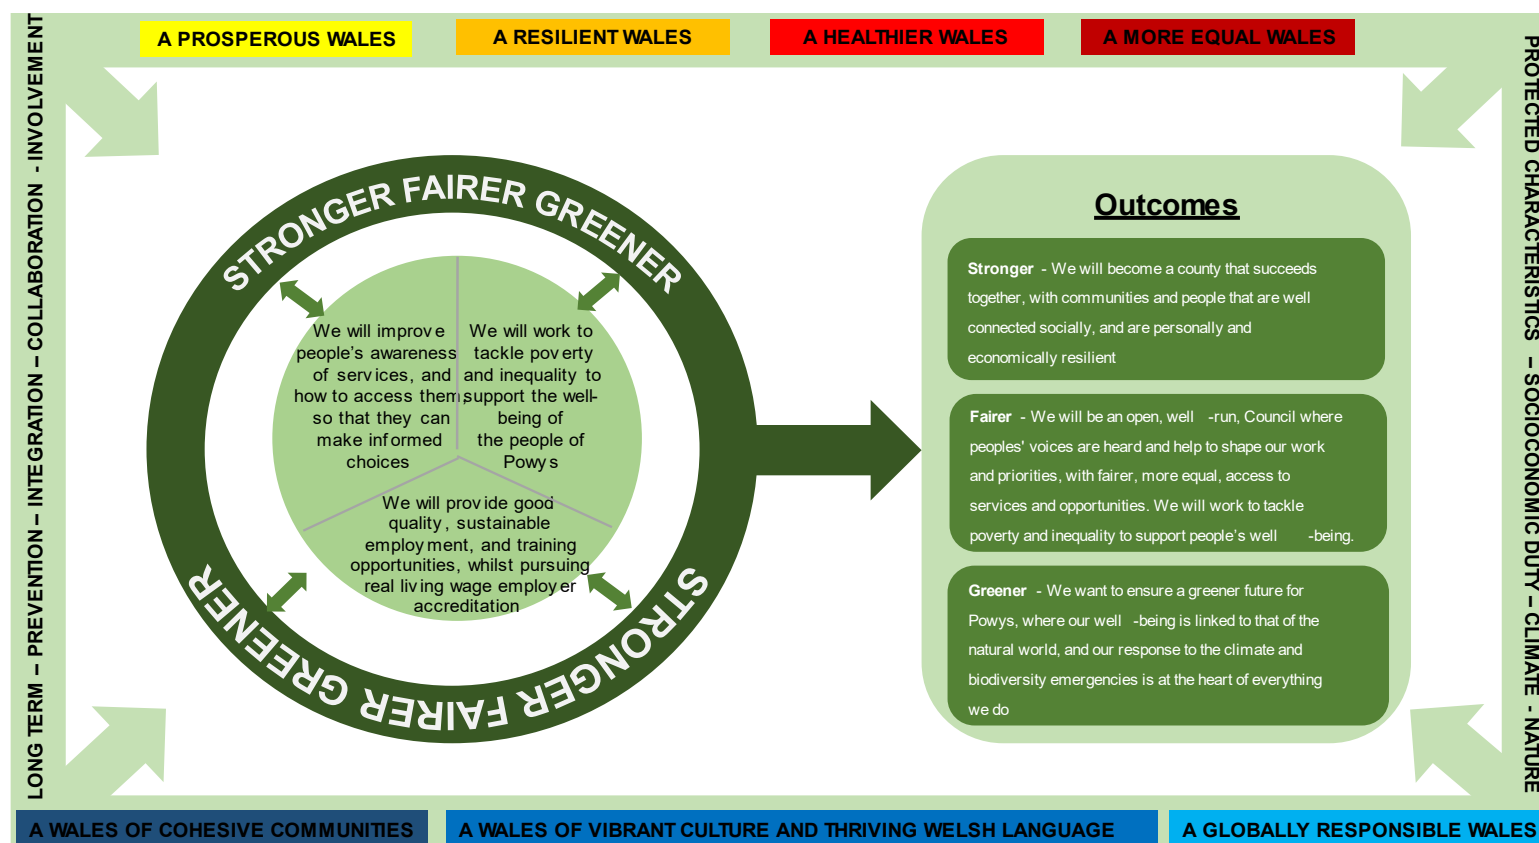 A PROSPEROUS WALES
A RESILIENT WALES
A HEALTHIER WALES
A MORE EQUAL WALES
LONG TERM – PREVENTION – INTEGRATION – COLLABORATION - INVOLVEMENT
STRONGER FAIRER GREENER
We will improve
people's awareness
of services, and
how to access them,
so that they can
make informed
choices
We will work to
tackle poverty
and inequality to
support the well-
being of
the people of
Powys
We will provide good
quality, sustainable
employment, and training
opportunities, whilst pursuing
real living wage employer
accreditation
STRONGER FAIRER GREENER
Outcomes
Stronger - We will become a county that succeeds
together, with communities and people that are well
connected socially, and are personally and
economically resilient
Fairer - We will be an open, well -run, Council where
peoples' voices are heard and help to shape our work
and priorities, with fairer, more equal, access to
services and opportunities. We will work to tackle
poverty and inequality to support people's well -being.
Greener - We want to ensure a greener future for
Powys, where our well -being is linked to that of the
natural world, and our response to the climate and
biodiversity emergencies is at the heart of everything
we do
PROTECTED CHARACTERISTICS – SOCIOECONOMIC DUTY – CLIMATE - NATURE
A WALES OF COHESIVE COMMUNITIES
A WALES OF VIBRANT CULTURE AND THRIVING WELSH LANGUAGE
A GLOBALLY RESPONSIBLE WALES